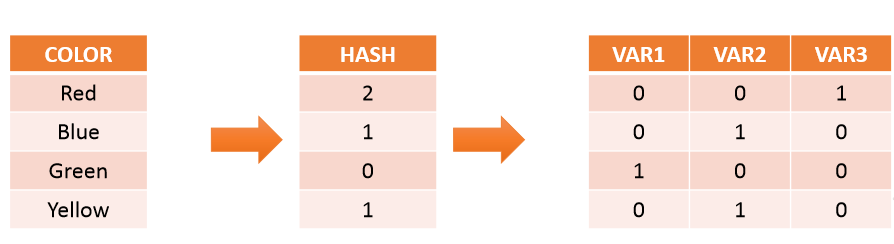 COLOR HASH VAR1 VAR2 VAR3
Red 2 0 0 1
Blue 1 0 1 0
Green 0 1 0 0
Yellow 1 0 1 0